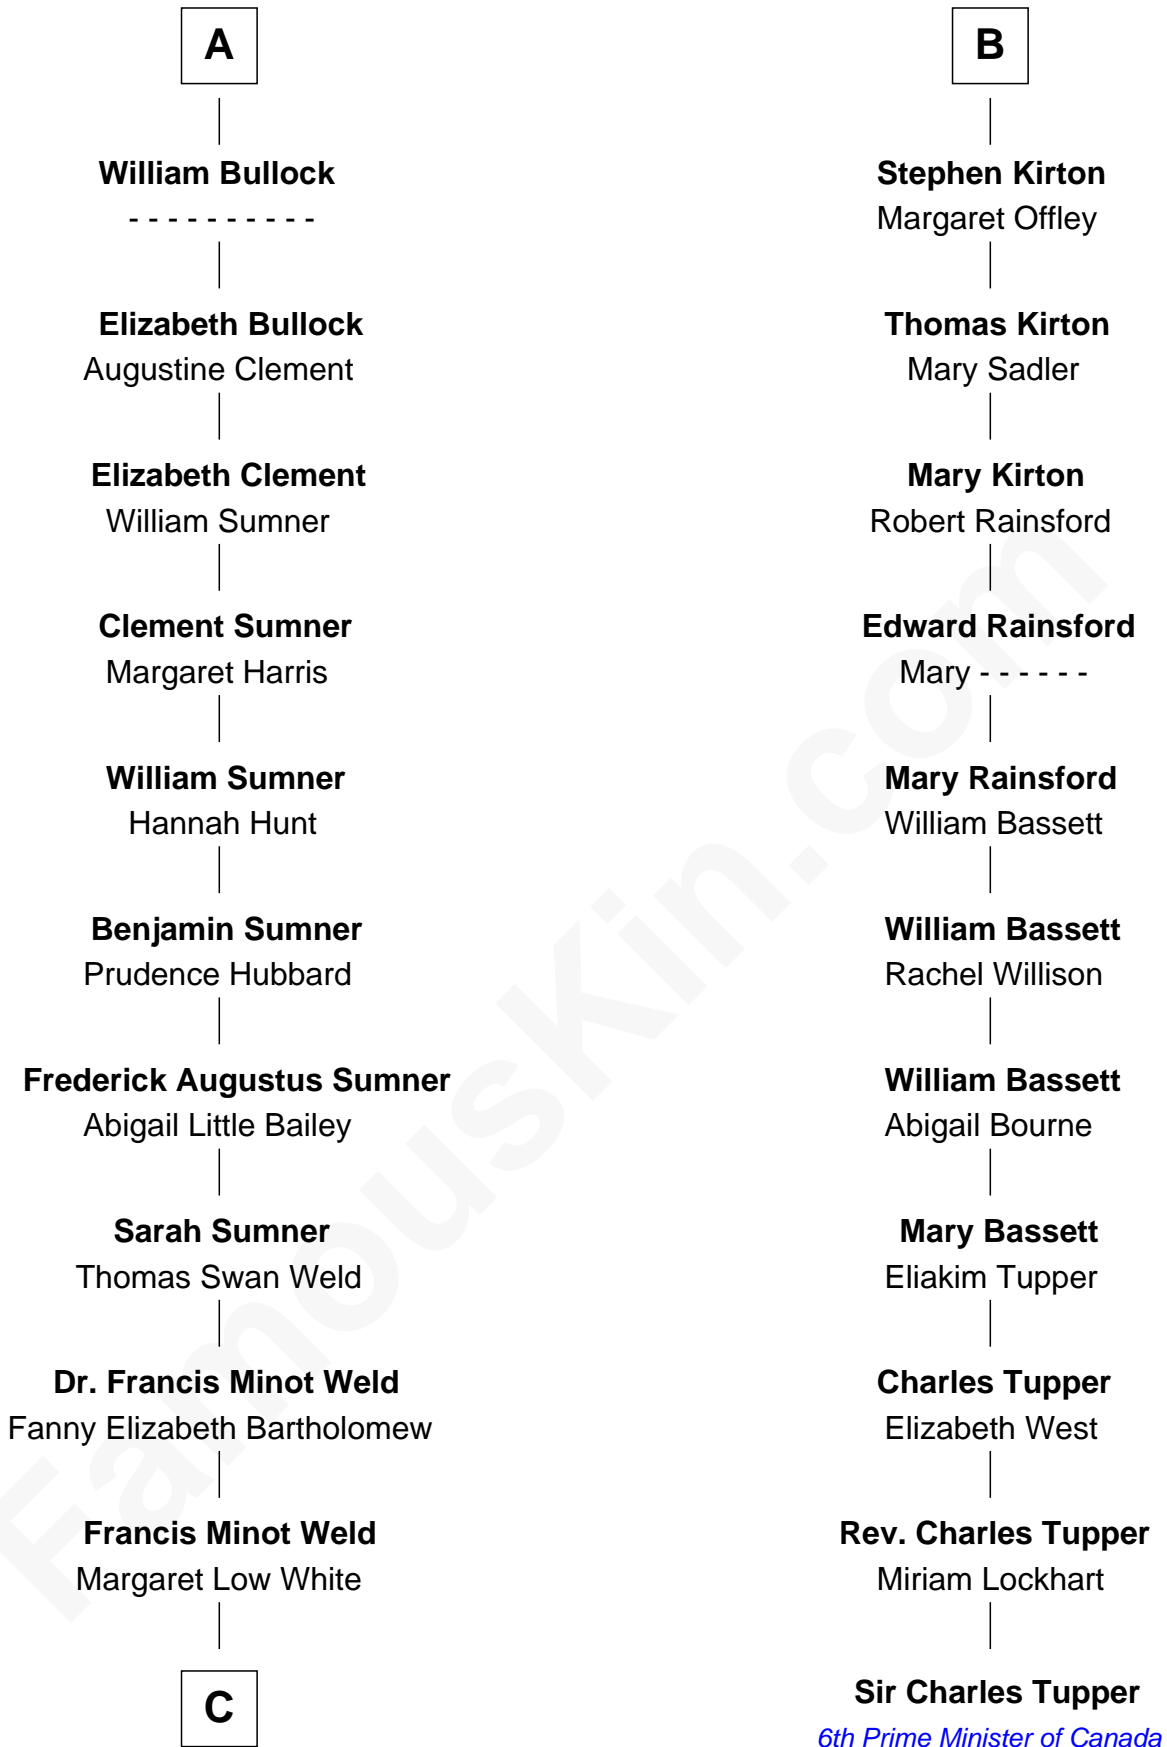 A
William Bullock
- - - - - - - - - -
Elizabeth Bullock
Augustine Clement
Elizabeth Clement
William Sumner
Clement Sumner
Margaret Harris
William Sumner
Hannah Hunt
Benjamin Sumner
Prudence Hubbard
Frederick Augustus Sumner
Abigail Little Bailey
Sarah Sumner
Thomas Swan Weld
Dr. Francis Minot Weld
Fanny Elizabeth Bartholomew
Francis Minot Weld
Margaret Low White
C
B
Stephen Kirton
Margaret Offley
Thomas Kirton
Mary Sadler
Mary Kirton
Robert Rainsford
Edward Rainsford
Mary - - - - - -
Mary Rainsford
William Bassett
William Bassett
Rachel Willison
William Bassett
Abigail Bourne
Mary Bassett
Eliakim Tupper
Charles Tupper
Elizabeth West
Rev. Charles Tupper
Miriam Lockhart
Sir Charles Tupper
6th Prime Minister of Canada
FamousKin.com